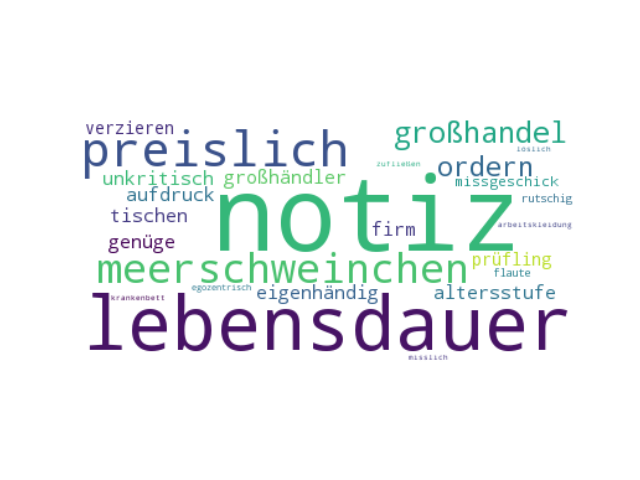 verzieren
großhandel
preislich
löslich
zufließen
ordern
unkritisch
großhändler
missgeschick
aufdruck
notiz
rutschig
tischen
firm
arbeitskleidung
genüge
prüfling
meerschweinchen
flaute
egozentrisch
krankenbett
eigenhändig
altersstufe
lebensdauer
misslich